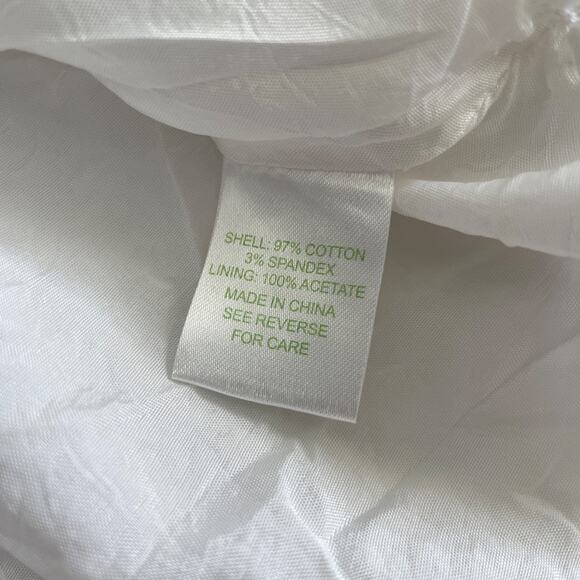 SHELL: 97% COTTON
3% SPANDEX
LINING: 100% ACETATE
MADE IN CHINA
SEE REVERSE
FOR CARE